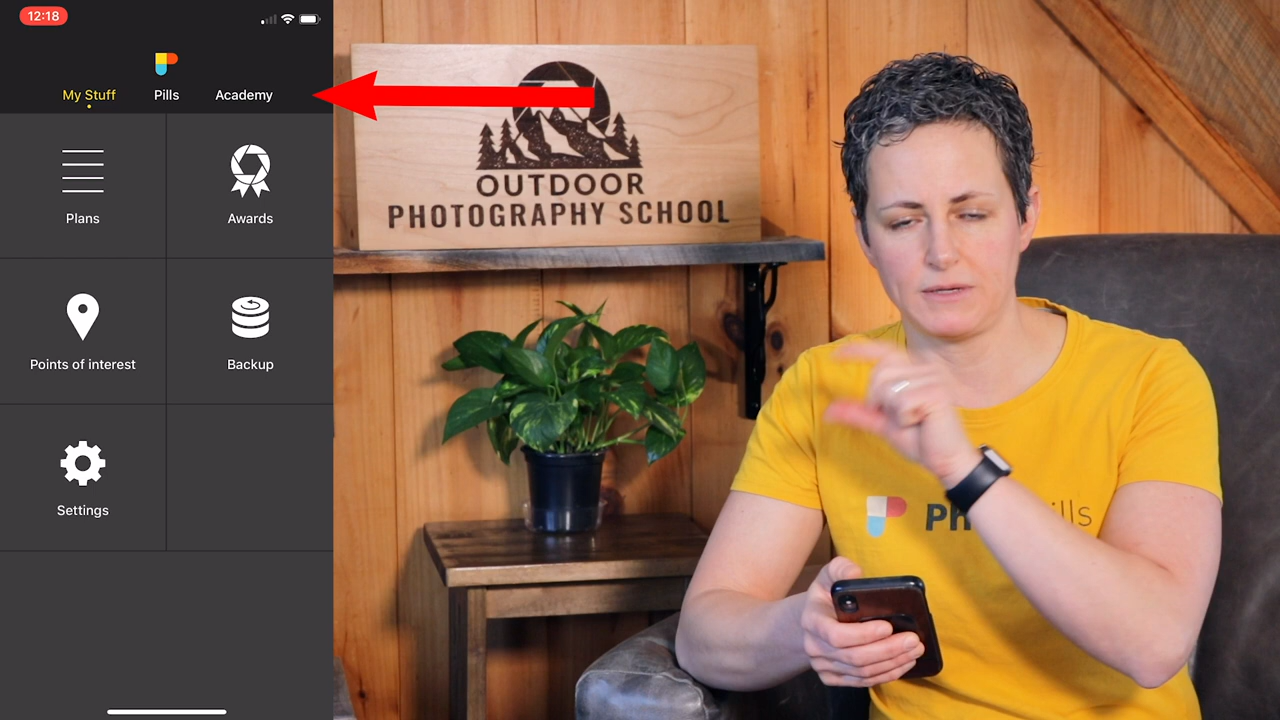 12:18
My Stuff
Pills
Academy
Plans
Awards
Points of interest
Backup
Settings
OUTDOOR
PHOTOGRAPHY SCHOOL